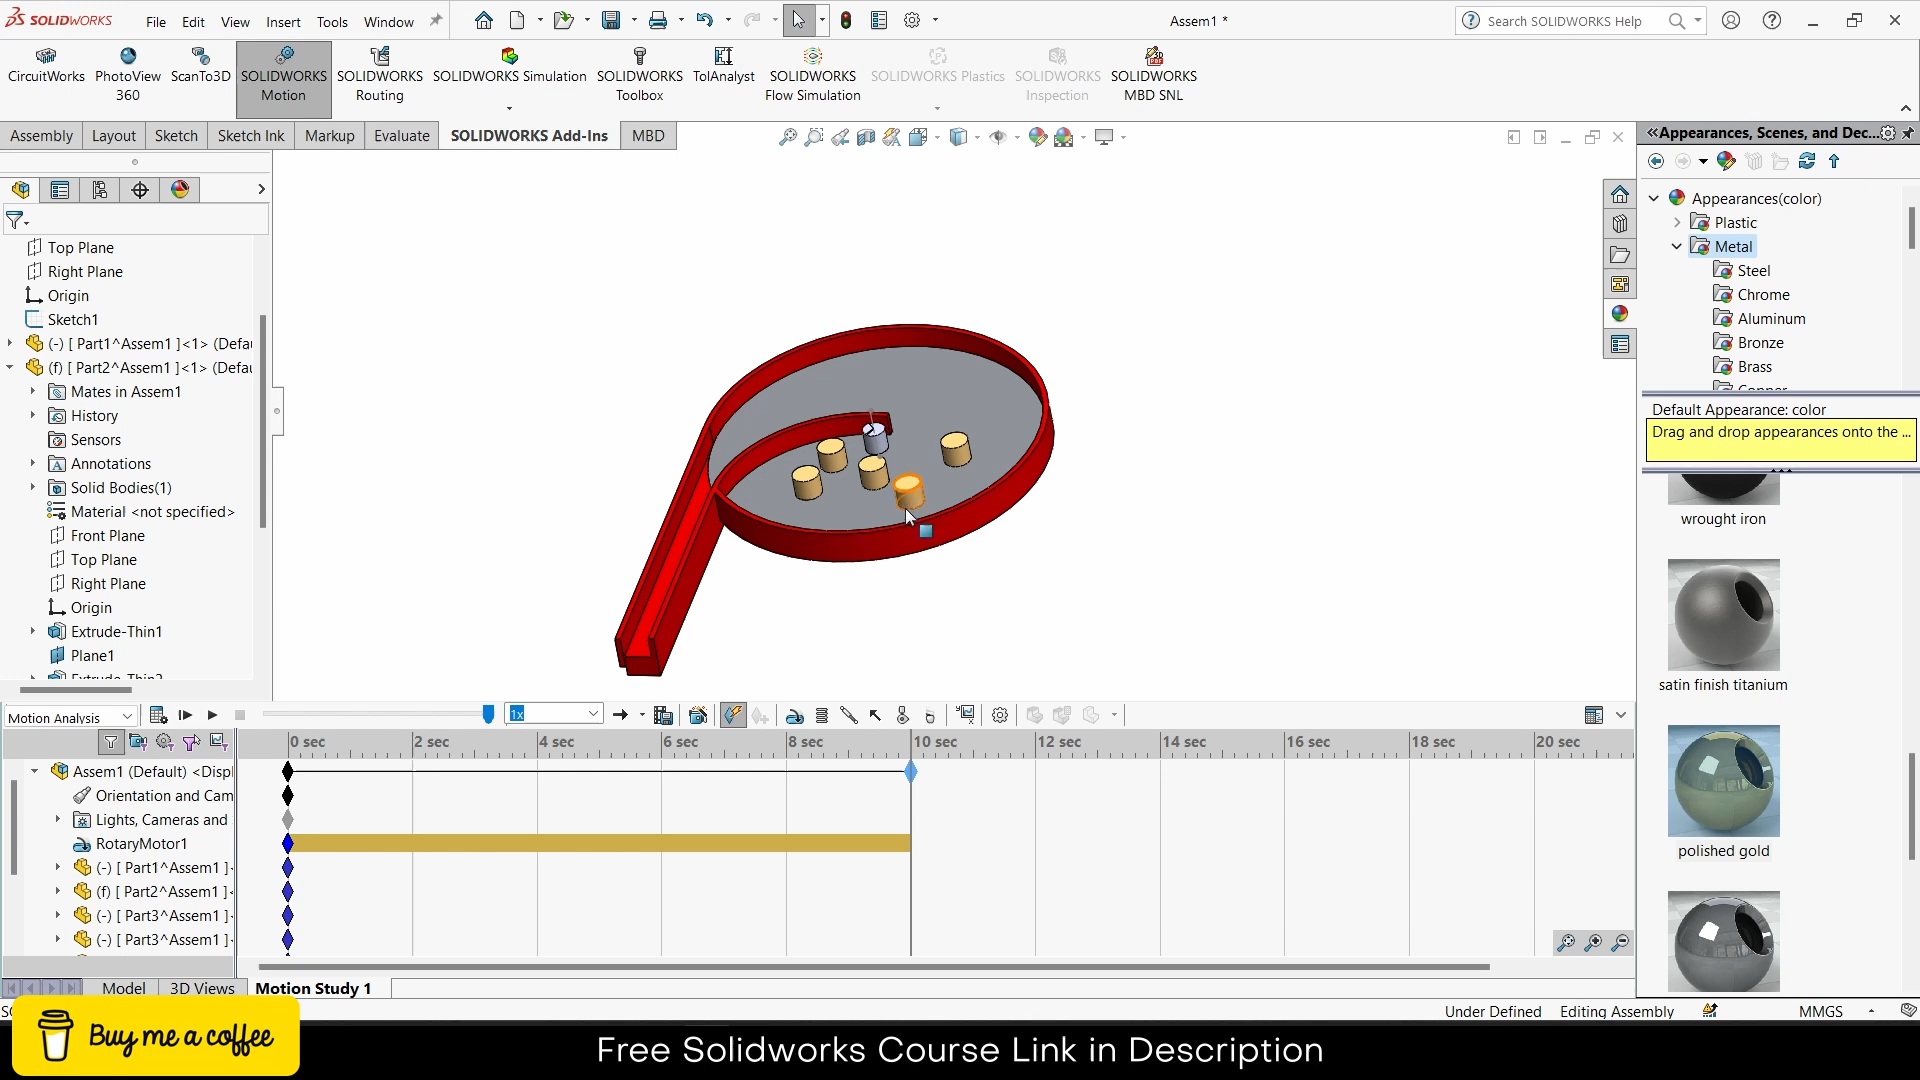 SOLIDWORKS File Edit View Insert Tools Window Assem1 * Search SOLIDWORKS Help
CircuitWorks PhotoView 360 ScanTo3D SOLIDWORKS Motion SOLIDWORKS Routing SOLIDWORKS Simulation SOLIDWORKS Toolbox TolAnalyst SOLIDWORKS Flow Simulation SOLIDWORKS Plastics SOLIDWORKS Inspection SOLIDWORKS MBD SNL
Assembly Layout Sketch Sketch Ink Markup Evaluate SOLIDWORKS Add-Ins MBD
Top Plane
Right Plane
Origin
Sketch1
(-) [ Part1^Assem1 ]<1> (Defau
(f) [ Part2^Assem1 ]<1> (Defau
Mates in Assem1
History
Sensors
Annotations
Solid Bodies(1)
Material <not specified>
Front Plane
Top Plane
Right Plane
Origin
Extrude-Thin1
Plane1
Extrude-Thin2
Appearances, Scenes, and Dec...
Appearances(color)
Plastic
Metal
Steel
Chrome
Aluminum
Bronze
Brass
Copper
Default Appearance: color
Drag and drop appearances onto the ...
wrought iron
satin finish titanium
polished gold
Motion Analysis 1x
0 sec 2 sec 4 sec 6 sec 8 sec 10 sec 12 sec 14 sec 16 sec 18 sec 20 sec
Assem1 (Default) <Displ
Orientation and Cam
Lights, Cameras and
RotaryMotor1
(-) [ Part1^Assem1 ]
(f) [ Part2^Assem1 ]
(-) [ Part3^Assem1 ]
(-) [ Part3^Assem1 ]
Model 3D Views Motion Study 1
Under Defined Editing Assembly MMGS
Buy me a coffee
Free Solidworks Course Link in Description